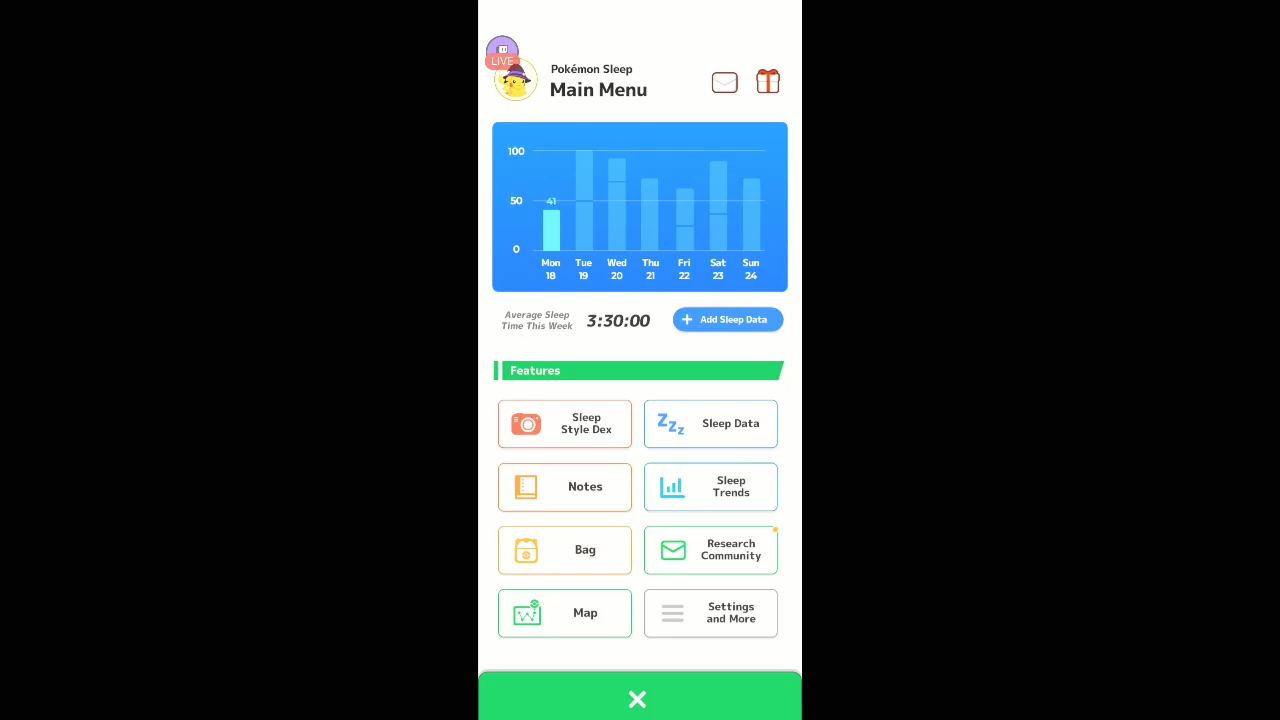 LIVE
Pokémon Sleep
Main Menu
100
50
0
41
Mon Tue Wed Thu Fri Sat Sun
18 19 20 21 22 23 24
Average Sleep
Time This Week
3:30:00
Add Sleep Data
Features
Sleep
Style Dex
Zzz
Sleep Data
Notes
Sleep
Trends
Bag
Research
Community
Map
Settings
and More